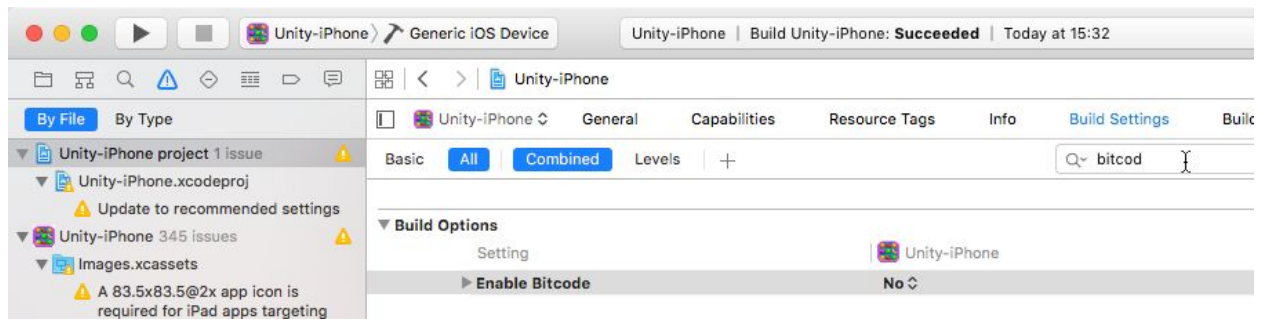 Unity-iPhone Generic iOS Device Unity-iPhone | Build Unity-iPhone: Succeeded | Today at 15:32
Unity-iPhone
By File By Type Unity-iPhone General Capabilities Resource Tags Info Build Settings
Unity-iPhone project 1 issue Basic All Combined Levels bitcod
Unity-iPhone.xcodeproj
Update to recommended settings
Build Options
Unity-iPhone 345 issues
Setting Unity-iPhone
Images.xcassets
Enable Bitcode No
A 83.5x83.5@2x app icon is
required for iPad apps targeting